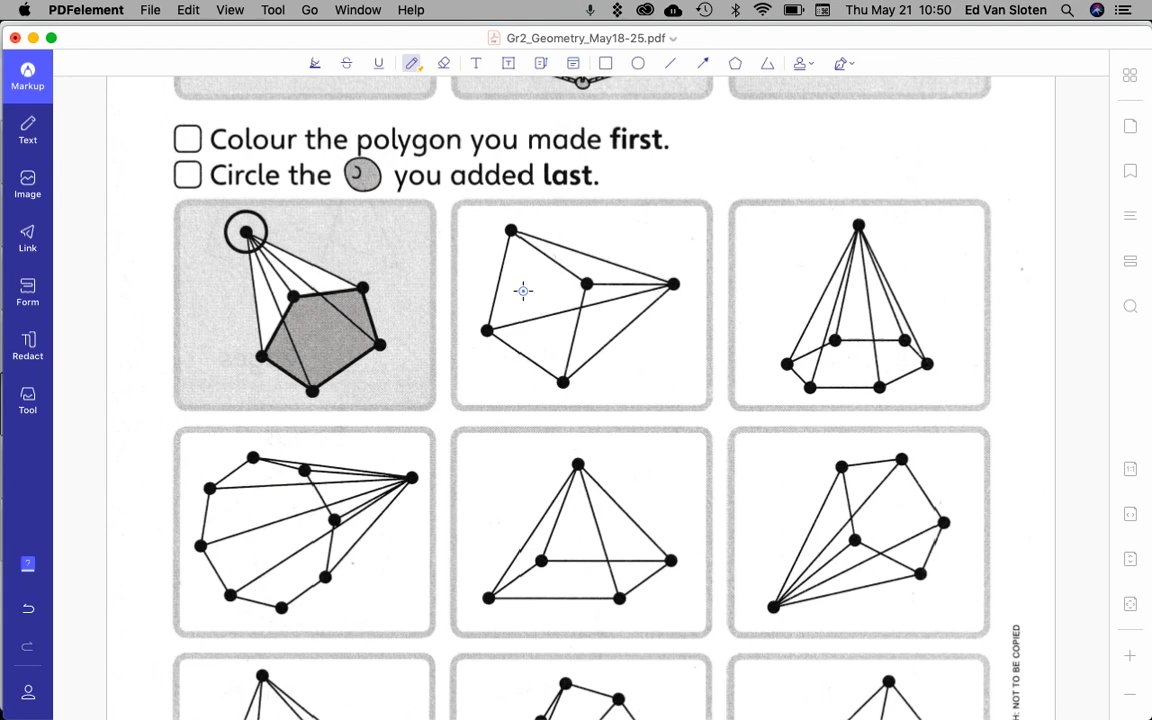 PDFelement File Edit View Tool Go Window Help Thu May 21 10:50 Ed Van Sloten
Gr2_Geometry_May18-25.pdf
Markup
Text
Image
Link
Form
Redact
Tool
Colour the polygon you made first.
Circle the you added last.
H: NOT TO BE COPIED